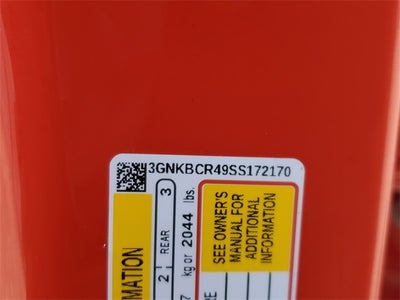 3GNKBCR49SS172170
MATION
2 REAR 3
kg or 2044 lbs.
SEE OWNER'S
MANUAL FOR
ADDITIONAL
INFORMATION